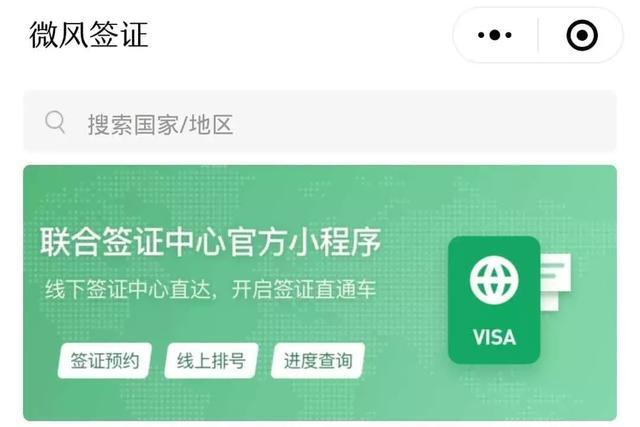 微风签证
搜索国家/地区
联合签证中心官方小程序
线下签证中心直达，开启签证直通车
VISA
签证预约 线上排号 进度查询